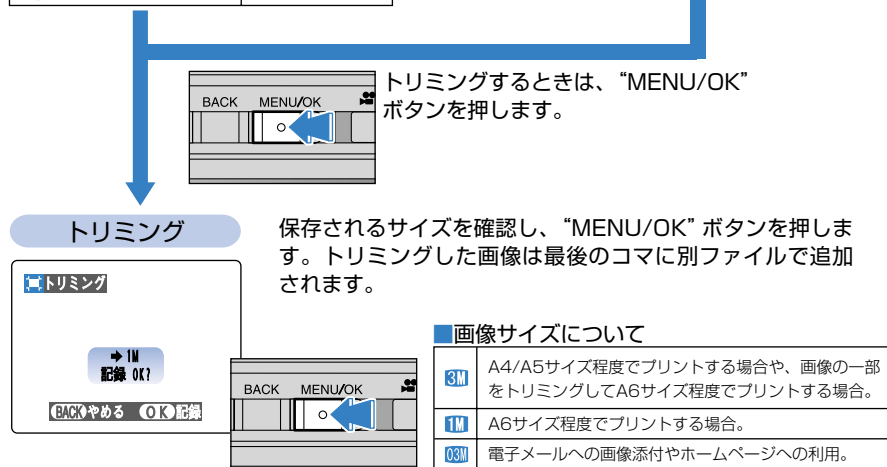 トリミングするときは、“MENU/OK”
ボタンを押します。
BACK MENU/OK
トリミング
保存されるサイズを確認し、“MENU/OK” ボタンを押しま
す。トリミングした画像は最後のコマに別ファイルで追加
されます。
トリミング
➔1M
記録 OK?
BACK やめる OK 記録
BACK MENU/OK
■画像サイズについて
3M A4/A5サイズ程度でプリントする場合や、画像の一部
をトリミングしてA6サイズ程度でプリントする場合。
1M A6サイズ程度でプリントする場合。
03M 電子メールへの画像添付やホームページへの利用。